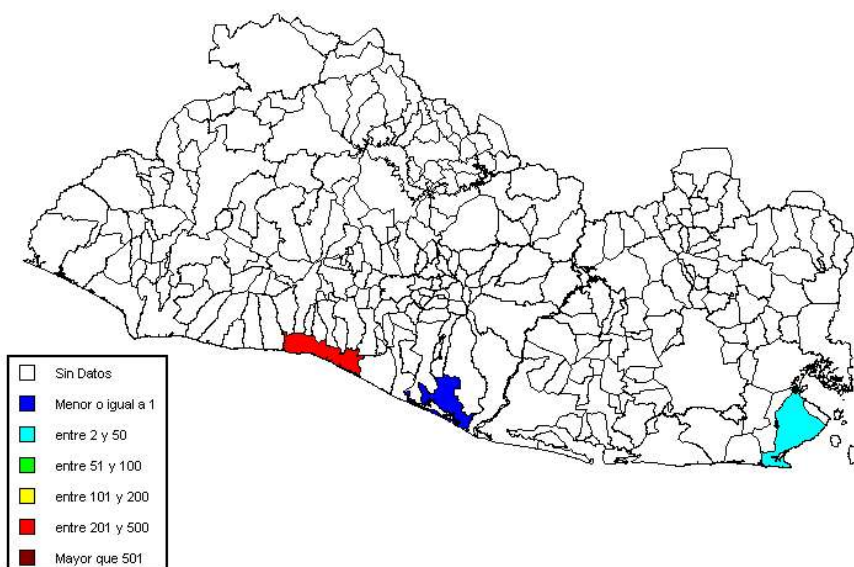 Sin Datos
Menor o igual a 1
entre 2 y 50
entre 51 y 100
entre 101 y 200
entre 201 y 500
Mayor que 501